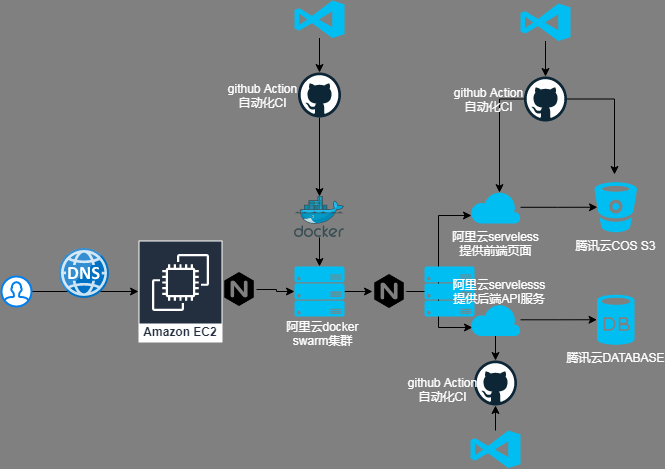 github Action
自动化CI
github Action
自动化CI
docker
阿里云serveless
提供前端页面
腾讯云COS S3
DNS
N
N
Amazon EC2
阿里云docker
swarm集群
阿里云servelesss
提供后端API服务
DB
腾讯云DATABASE
github Action
自动化CI